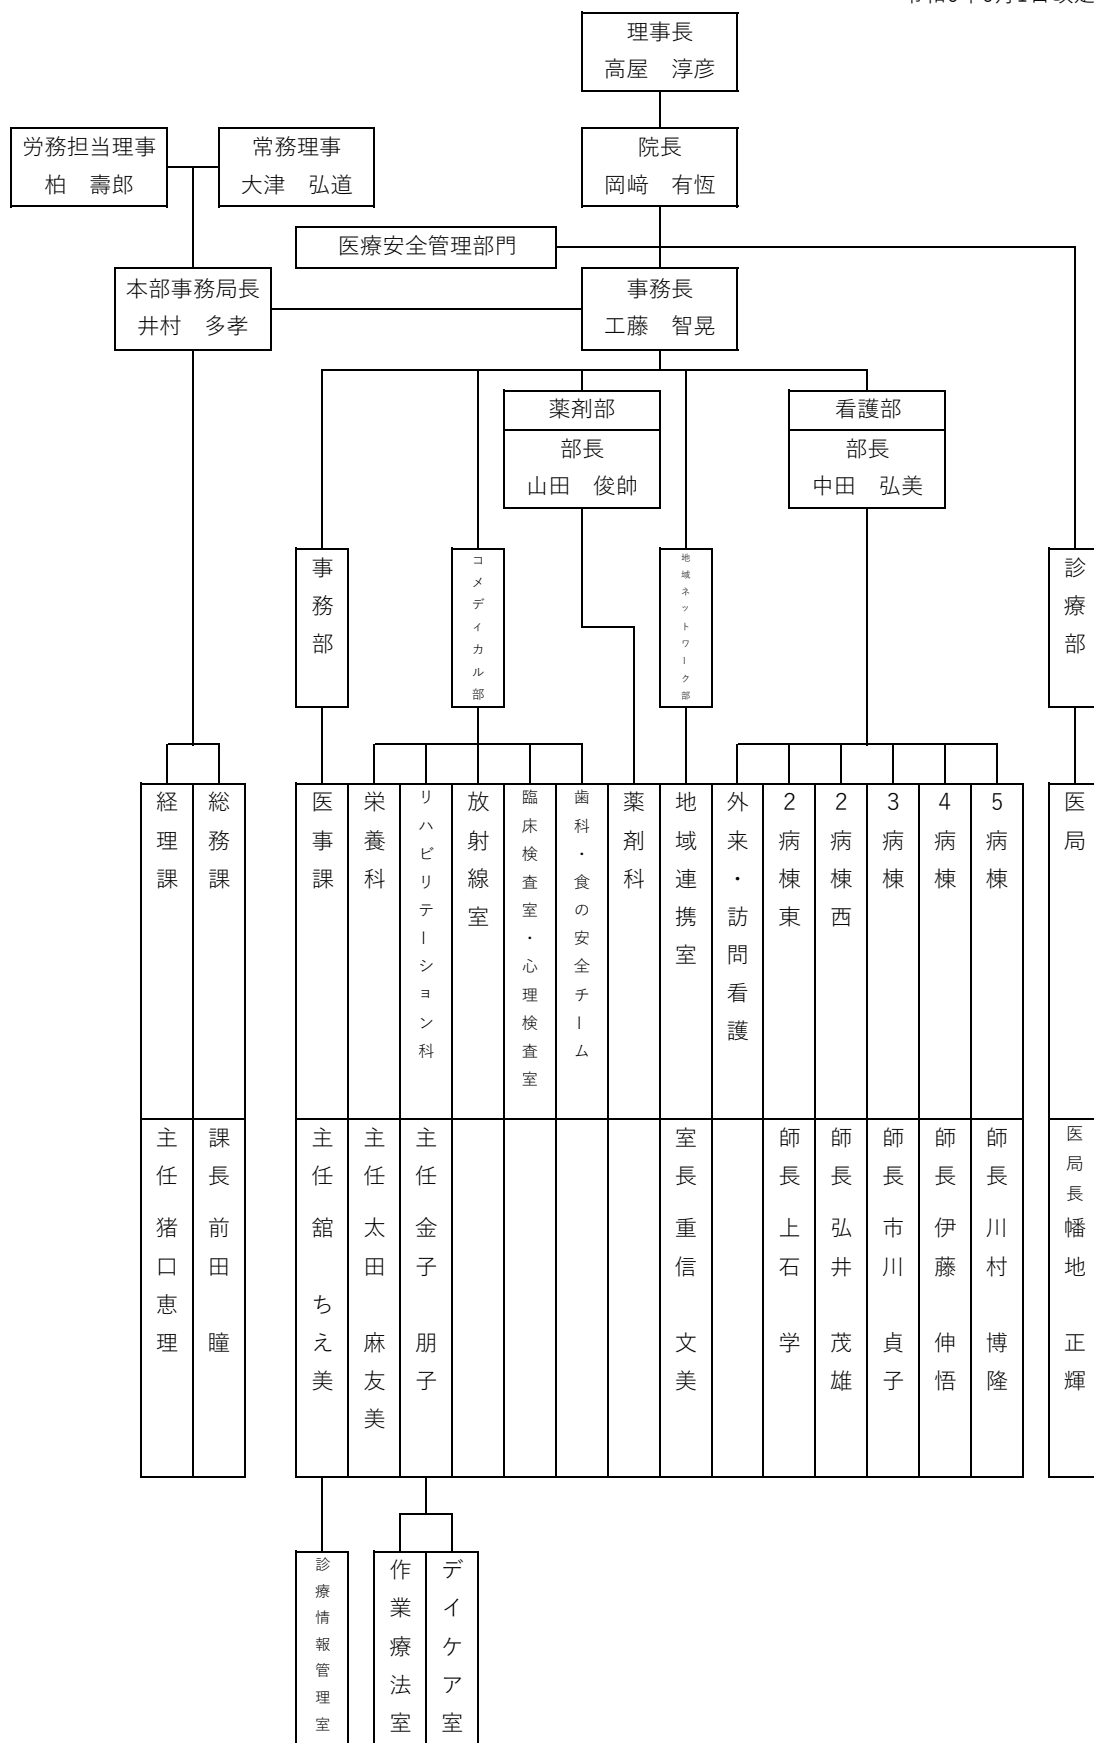 理事長
高屋　淳彦
労務担当理事
柏　壽郎
常務理事
大津　弘道
院長
岡﨑　有恆
医療安全管理部門
本部事務局長
井村　多孝
事務長
工藤　智晃
薬剤部
部長
山田　俊帥
看護部
部長
中田　弘美
事務部
コメディカル部
地域ネットワーク部
診療部
経理課
総務課
医事課
栄養科
リハビリテーション科
放射線室
臨床検査室・心理検査室
歯科・食の安全チーム
薬剤科
地域連携室
外来・訪問看護
2病棟東
2病棟西
3病棟
4病棟
5病棟
医局
主任 猪口恵理
課長 前田　瞳
主任 舘　ちえ美
主任 太田　麻友美
主任 金子　朋子
室長 重信　文美
師長 上石　学
師長 弘井　茂雄
師長 市川　貞子
師長 伊藤　伸悟
師長 川村　博隆
医局長 幡地　正輝
診療情報管理室
作業療法室
デイケア室